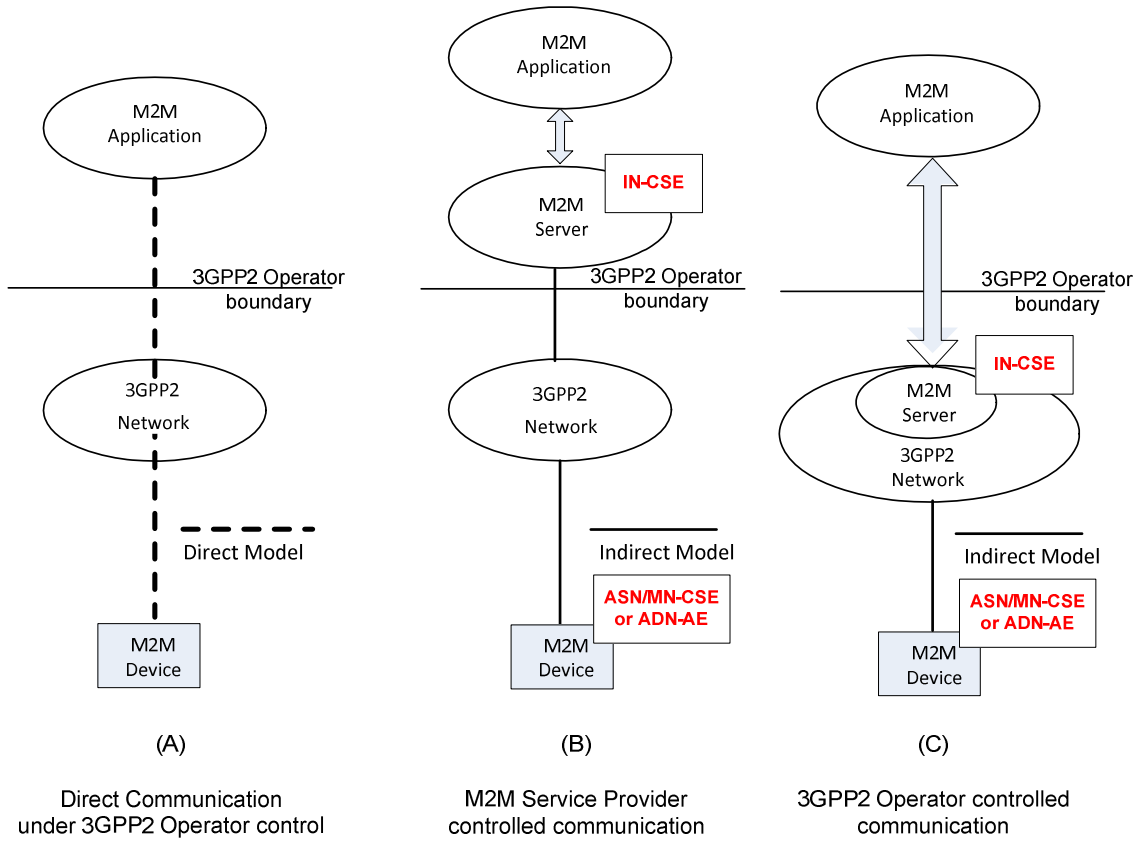 M2M
Application
3GPP2 Operator
boundary
3GPP2
Network
Direct Model
M2M
Device
(A)
Direct Communication
under 3GPP2 Operator control
M2M
Application
IN-CSE
M2M
Server
3GPP2 Operator
boundary
3GPP2
Network
Indirect Model
ASN/MN-CSE
or ADN-AE
M2M
Device
(B)
M2M Service Provider
controlled communication
M2M
Application
3GPP2 Operator
boundary
IN-CSE
M2M
Server
3GPP2
Network
Indirect Model
ASN/MN-CSE
or ADN-AE
M2M
Device
(C)
3GPP2 Operator controlled
communication